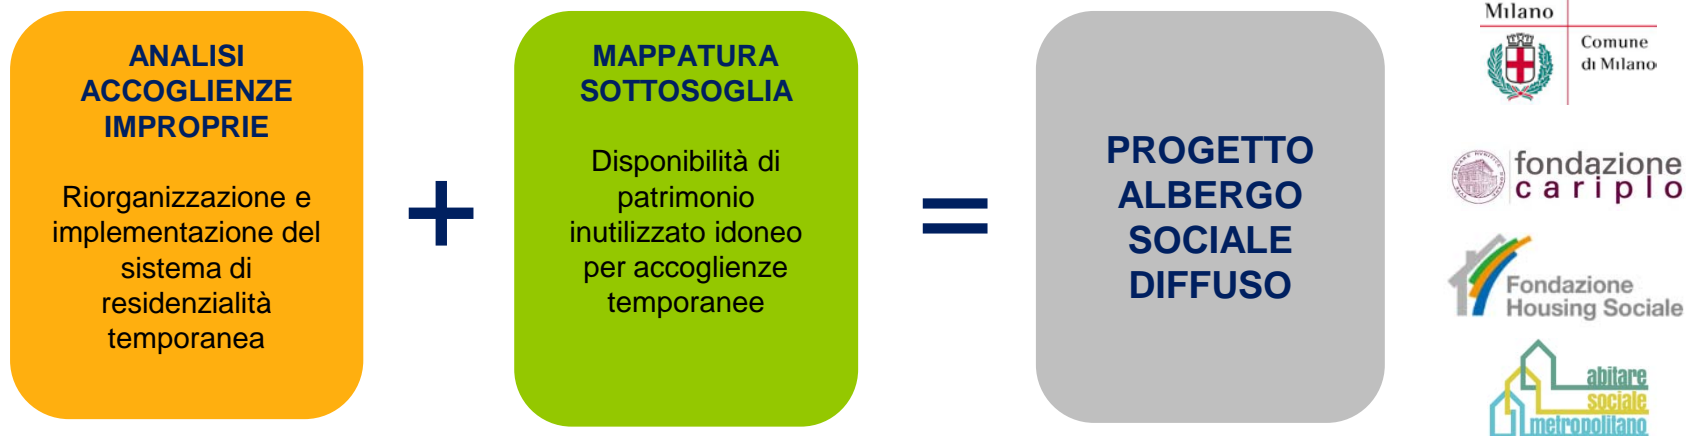 ANALISI
ACCOGLIENZE
IMPROPRIE
Riorganizzazione e
implementazione del
sistema di
residenzialità
temporanea
+
MAPPATURA
SOTTOSOGLIA
Disponibilità di
patrimonio
inutilizzato idoneo
per accoglienze
temporanee
=
PROGETTO
ALBERGO
SOCIALE
DIFFUSO
Milano
Comune
di Milano
fondazione
cariplo
Fondazione
Housing Sociale
abitare
sociale
metropolitano